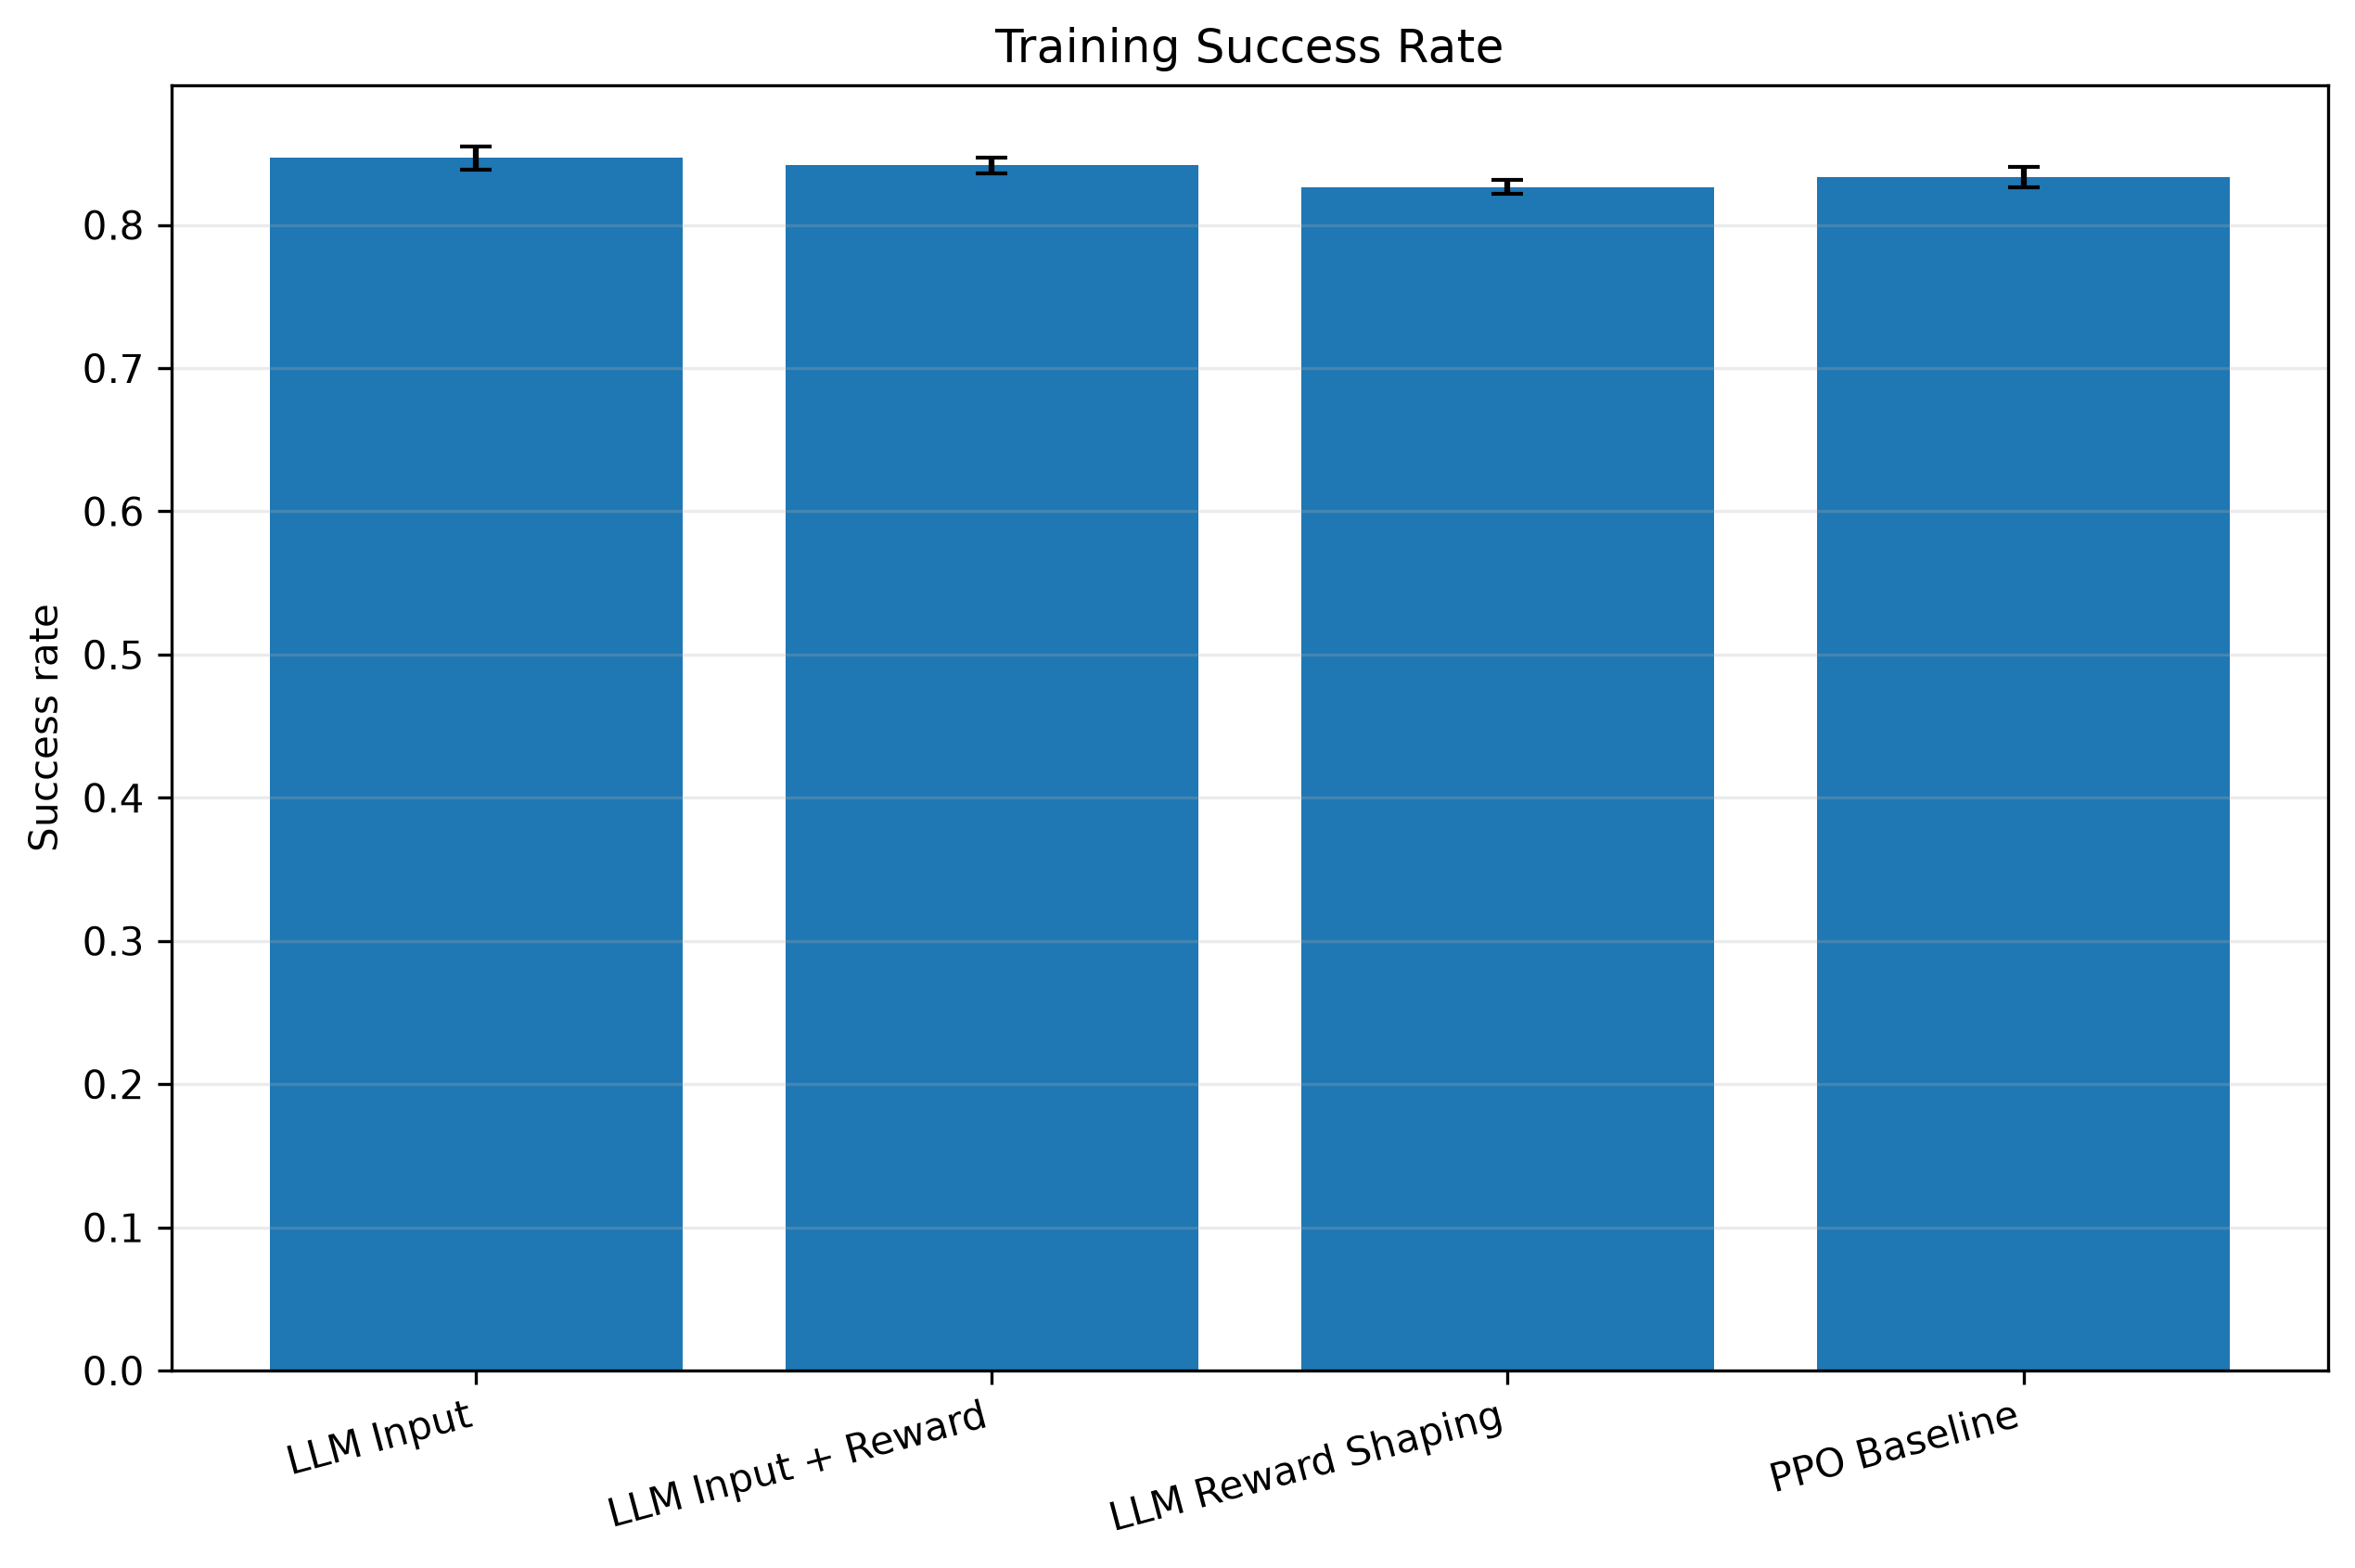 Training Success Rate
Success rate
0.8
0.7
0.6
0.5
0.4
0.3
0.2
0.1
0.0
LLM Input
LLM Input + Reward
LLM Reward Shaping
PPO Baseline